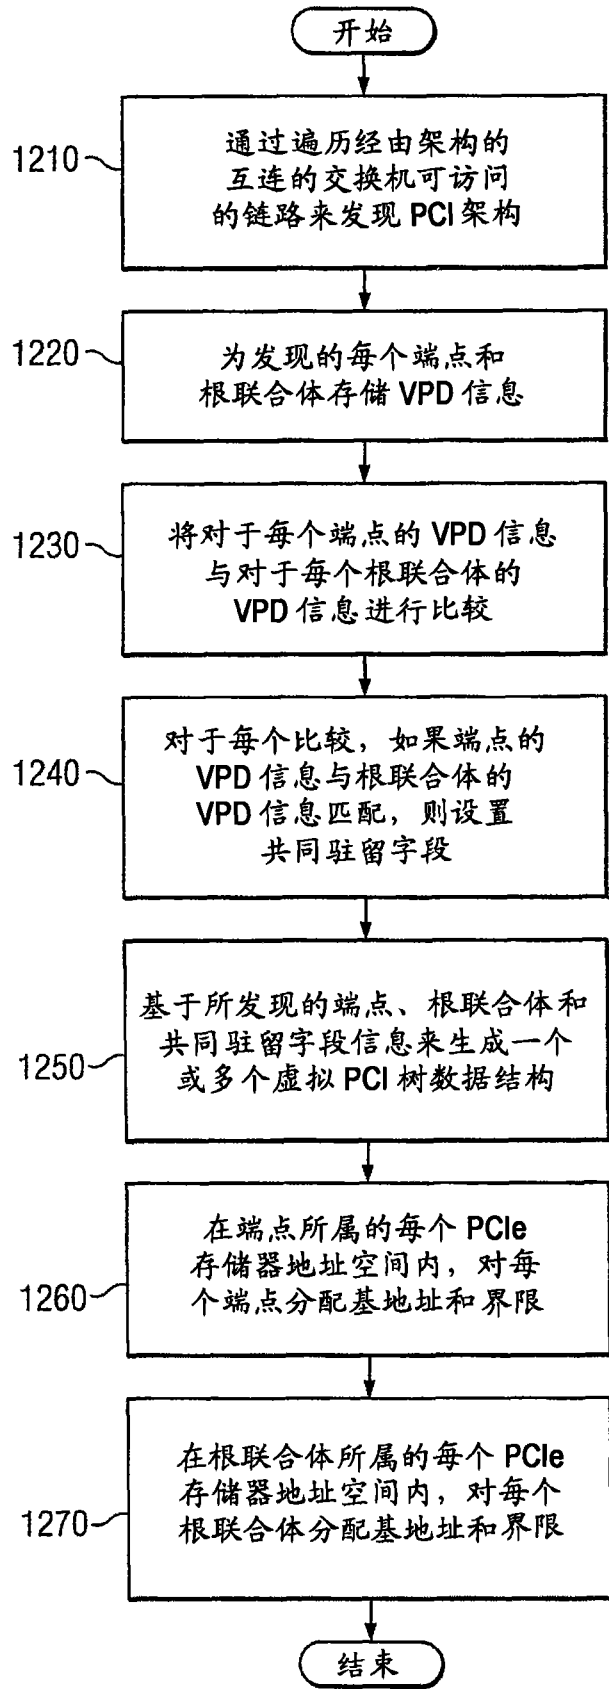 开始
1210
通过遍历经由架构的
互连的交换机可访问
的链路来发现 PCI 架构
1220
为发现的每个端点和
根联合体存储 VPD 信息
1230
将对于每个端点的 VPD 信息
与对于每个根联合体的
VPD 信息进行比较
1240
对于每个比较，如果端点的
VPD 信息与根联合体的
VPD 信息匹配，则设置
共同驻留字段
1250
基于所发现的端点、根联合体和
共同驻留字段信息来生成一个
或多个虚拟 PCI 树数据结构
1260
在端点所属的每个 PCIe
存储器地址空间内，对每
个端点分配基地址和界限
1270
在根联合体所属的每个 PCIe
存储器地址空间内，对每个
根联合体分配基地址和界限
结束